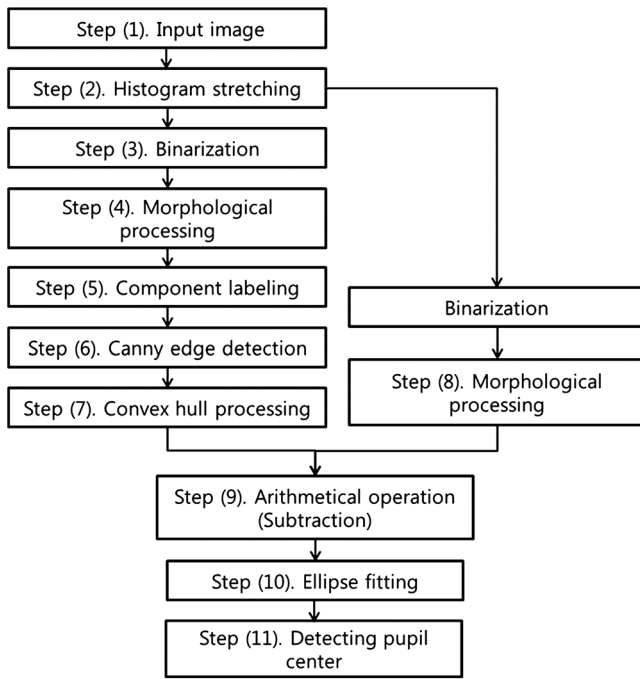 Step (1). Input image
Step (2). Histogram stretching
Step (3). Binarization
Step (4). Morphological
processing
Step (5). Component labeling
Step (6). Canny edge detection
Step (7). Convex hull processing
Binarization
Step (8). Morphological
processing
Step (9). Arithmetical operation
(Subtraction)
Step (10). Ellipse fitting
Step (11). Detecting pupil
center